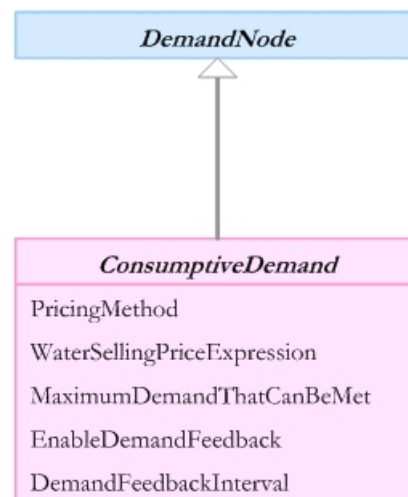 DemandNode
ConsumptiveDemand
PricingMethod
WaterSellingPriceExpression
MaximumDemandThatCanBeMet
EnableDemandFeedback
DemandFeedbackInterval